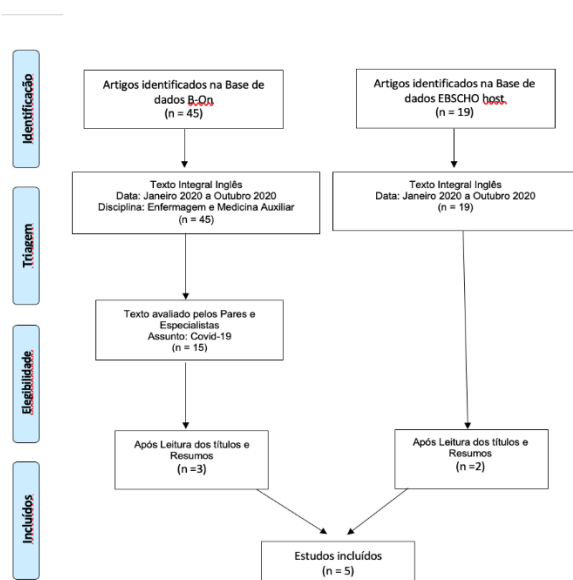 Identificação
Artigos identificados na Base de
dados B-On
(n = 45)
Artigos identificados na Base de
dados EBSCHO host
(n = 19)
Triagem
Texto Integral Inglês
Data: Janeiro 2020 a Outubro 2020
Disciplina: Enfermagem e Medicina Auxiliar
(n = 45)
Texto Integral Inglês
Data: Janeiro 2020 a Outubro 2020
(n = 19)
Texto avaliado pelos Pares e
Especialistas
Assunto: Covid-19
(n = 15)
Elegibilidade
Após Leitura dos títulos e
Resumos
(n =3)
Após Leitura dos títulos e
Resumos
(n =2)
Incluídos
Estudos incluídos
(n = 5)